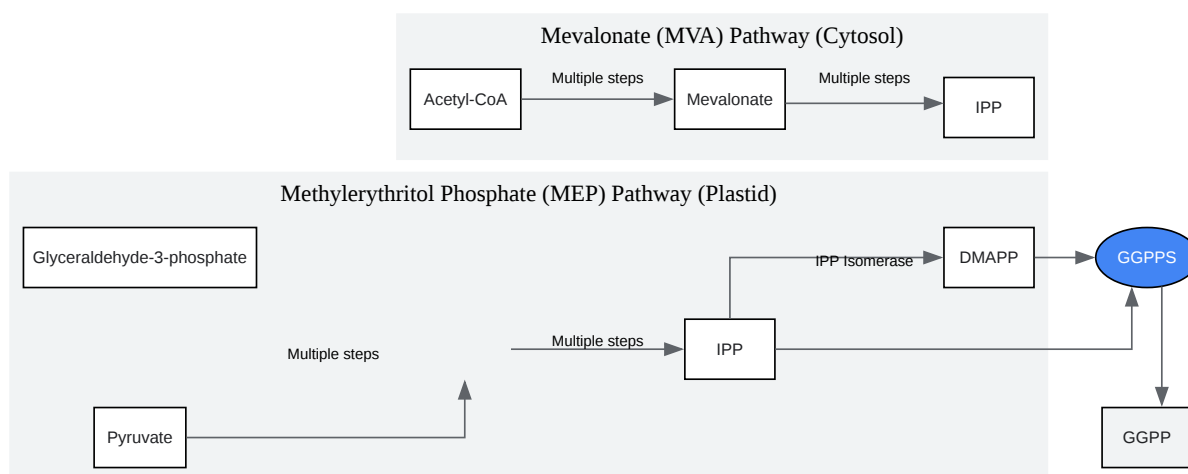 Mevalonate (MVA) Pathway (Cytosol)
Acetyl-CoA
Multiple steps
Mevalonate
Multiple steps
IPP
Methylerythritol Phosphate (MEP) Pathway (Plastid)
Glyceraldehyde-3-phosphate
IPP Isomerase
DMAPP
GGPPS
Multiple steps
Multiple steps
IPP
Pyruvate
GGPP